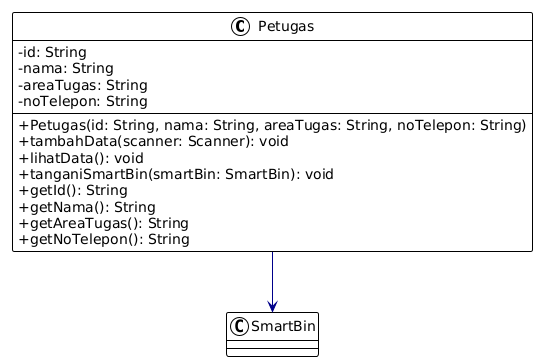 C Petugas
-id: String
-nama: String
-areaTugas: String
-noTelepon: String
+Petugas(id: String, nama: String, areaTugas: String, noTelepon: String)
+tambahData(scanner: Scanner): void
+lihatData(): void
+tanganiSmartBin(smartBin: SmartBin): void
+getId(): String
+getNama(): String
+getAreaTugas(): String
+getNoTelepon(): String
C SmartBin